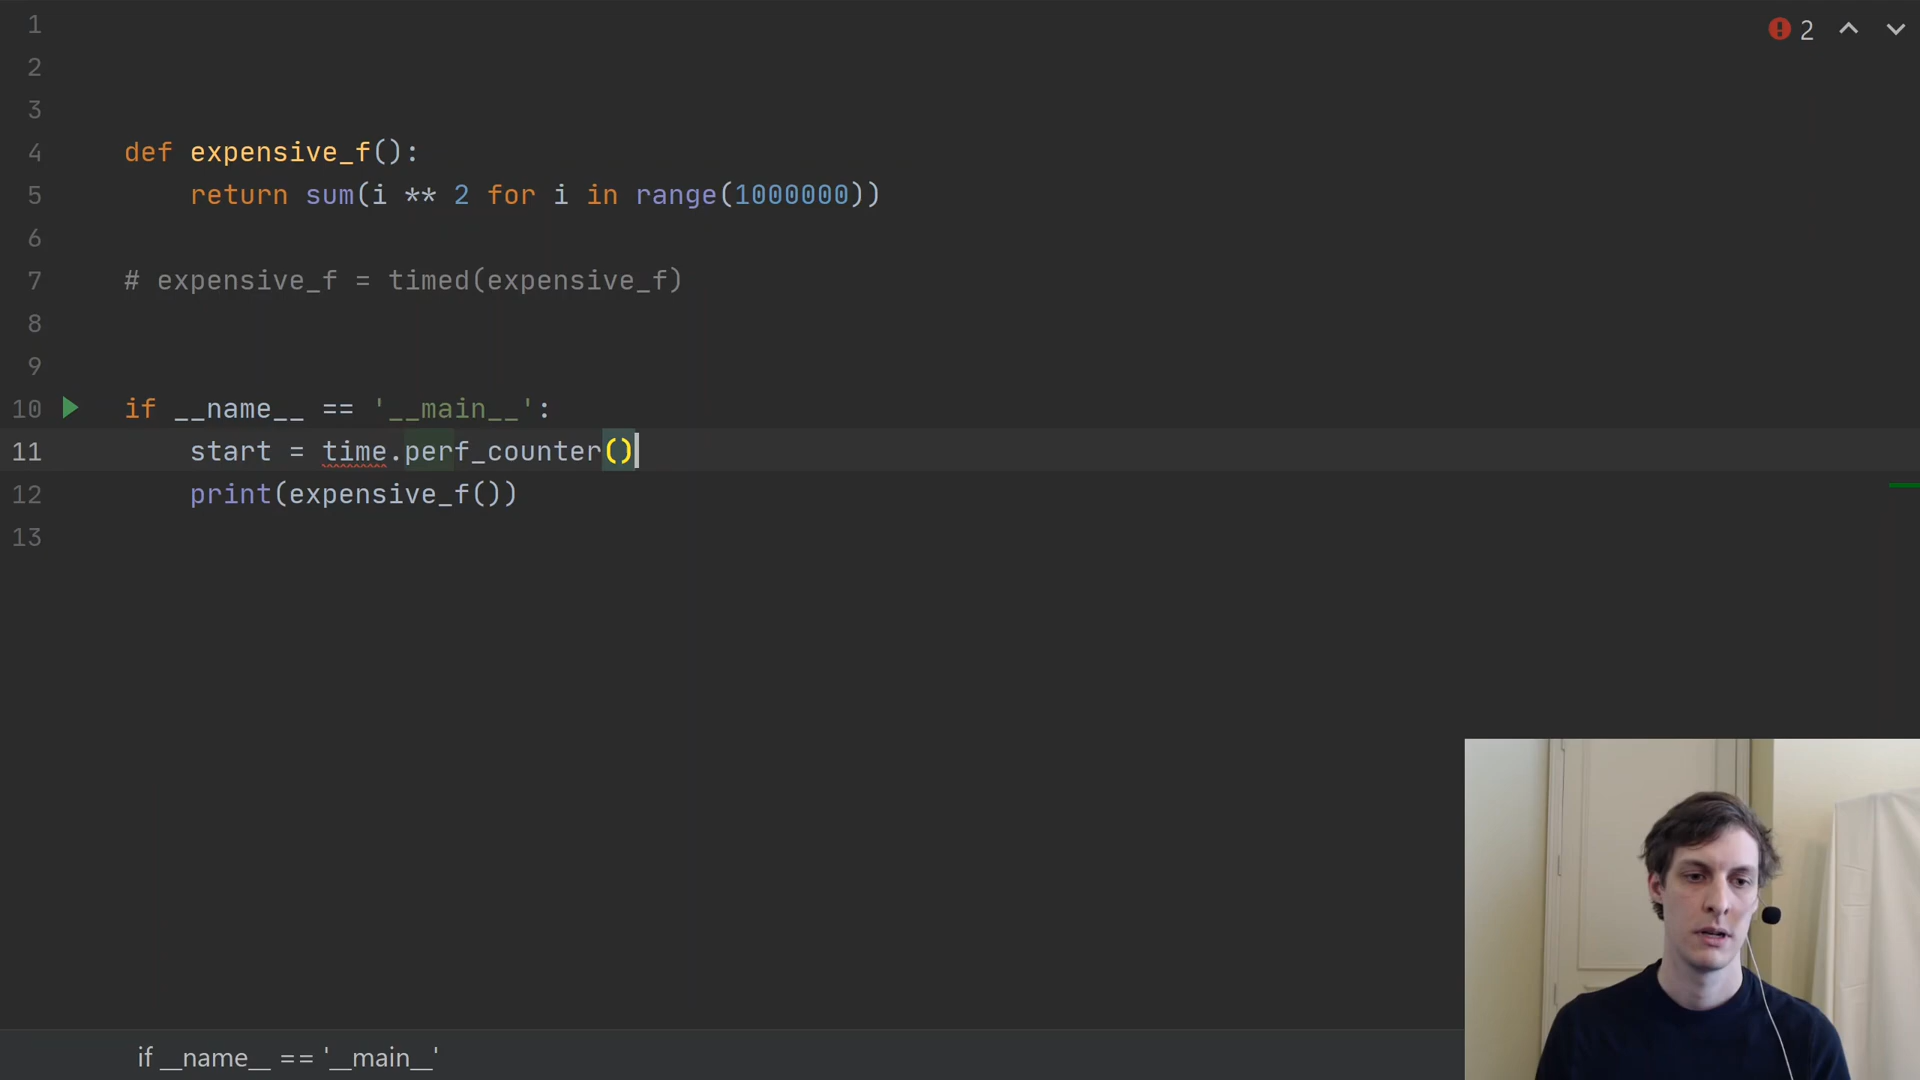 2
1
2
3
4 def expensive_f():
5 return sum(i ** 2 for i in range(1000000))
6
7 # expensive_f = timed(expensive_f)
8
9
10 if __name__ == '__main__':
11 start = time.perf_counter()
12 print(expensive_f())
13
if __name__ == '__main__'